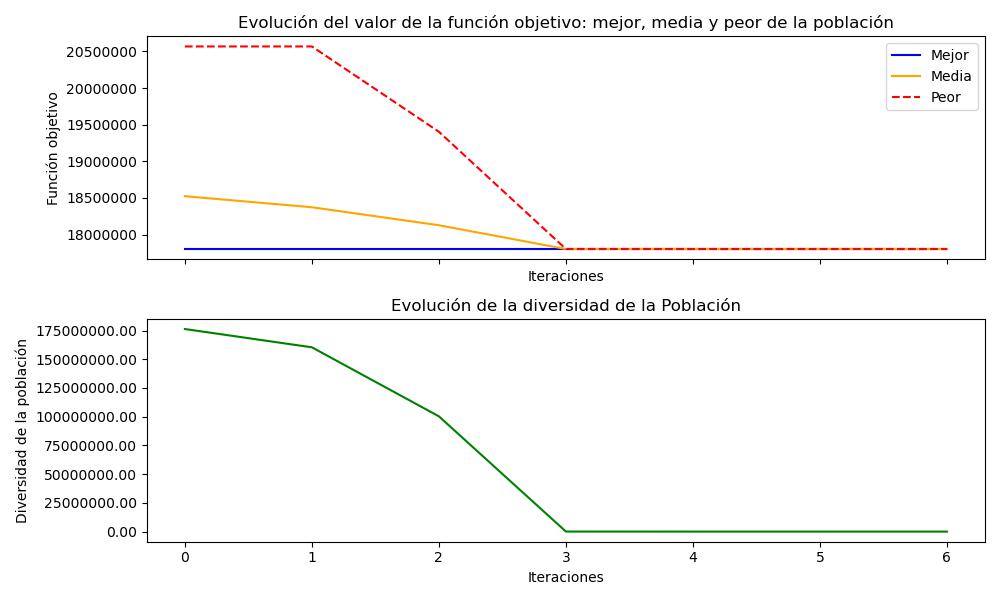 Evolución del valor de la función objetivo: mejor, media y peor de la población
Función objetivo
20500000
20000000
19500000
19000000
18500000
18000000
Mejor
Media
Peor
Iteraciones
Evolución de la diversidad de la Población
Diversidad de la población
175000000.00
150000000.00
125000000.00
100000000.00
75000000.00
50000000.00
25000000.00
0.00
0 1 2 3 4 5 6
Iteraciones